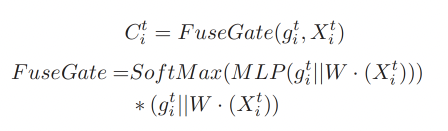 C_i^t = FuseGate(g_i^t, X_i^t)
FuseGate =SoftMax(MLP(g_i^t||W · (X_i^t)))
∗ (g_i^t||W · (X_i^t))